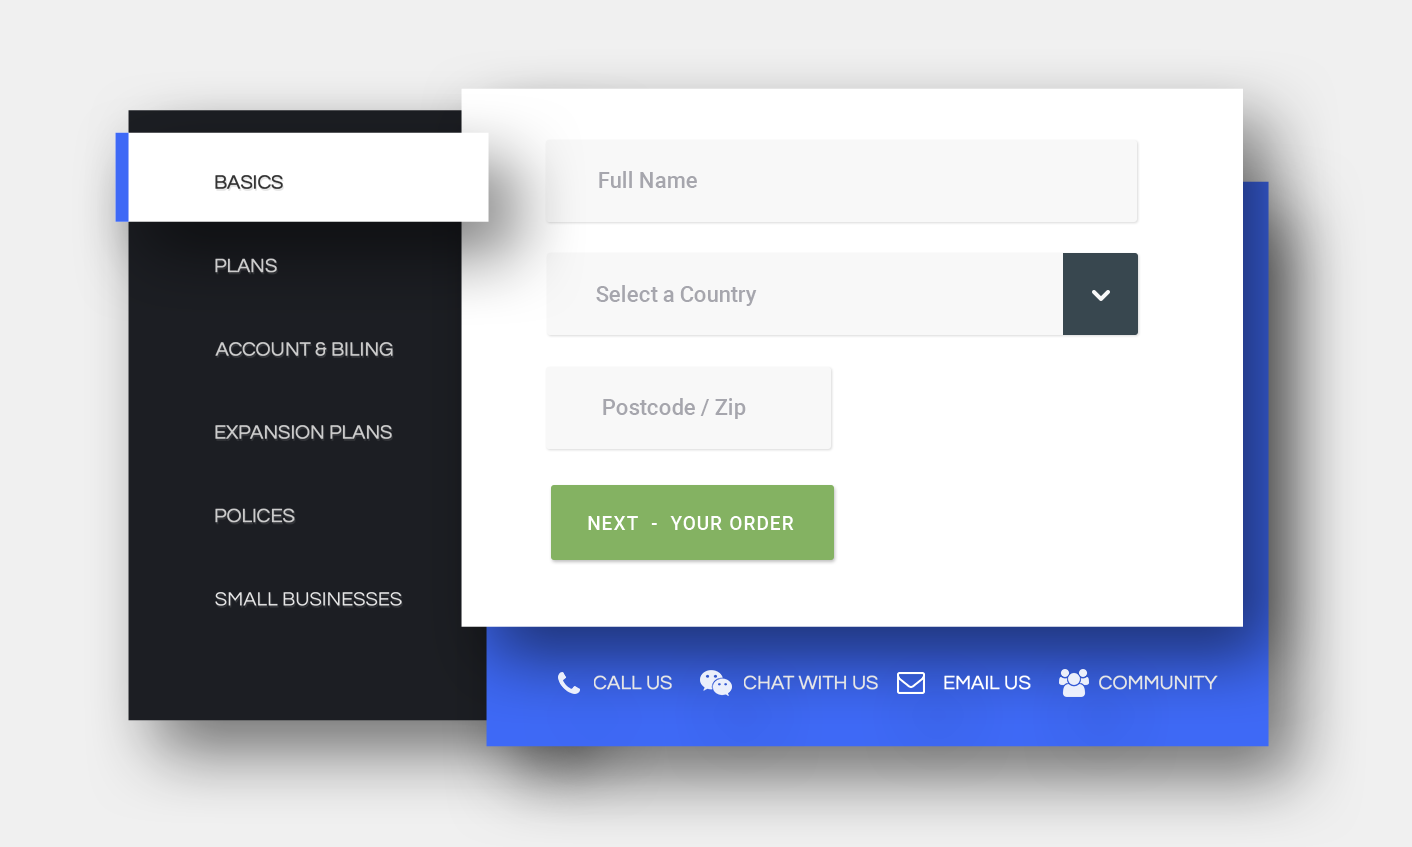 BASICS
PLANS
ACCOUNT & BILING
EXPANSION PLANS
POLICES
SMALL BUSINESSES
Full Name
Select a Country
Postcode / Zip
NEXT - YOUR ORDER
CALL US
CHAT WITH US
EMAIL US
COMMUNITY